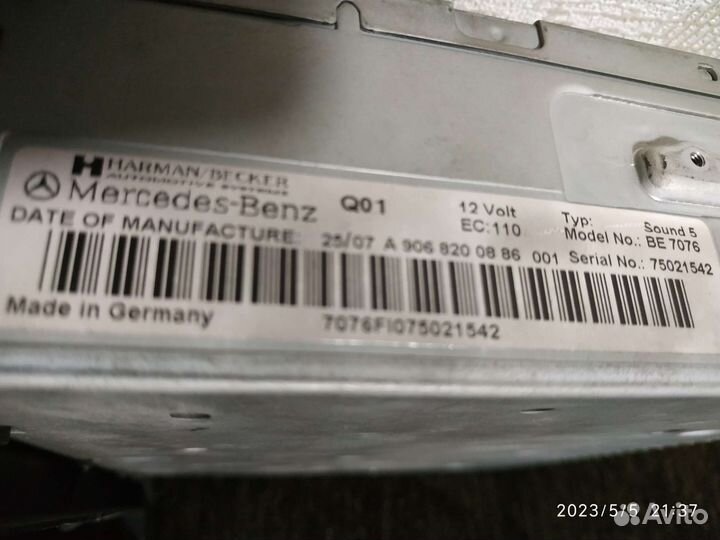 HARMAN/BECKER
AUTOMOTIVE SYSTEMS
Mercedes-Benz Q01 12 Volt Typ: Sound 5
EC:110 Model No.: BE 7076
DATE OF MANUFACTURE: 25/07 A 906 820 08 86 001 Serial No.: 75021542
Made in Germany 7076FI075021542
2023/5/5 21:37
Avito